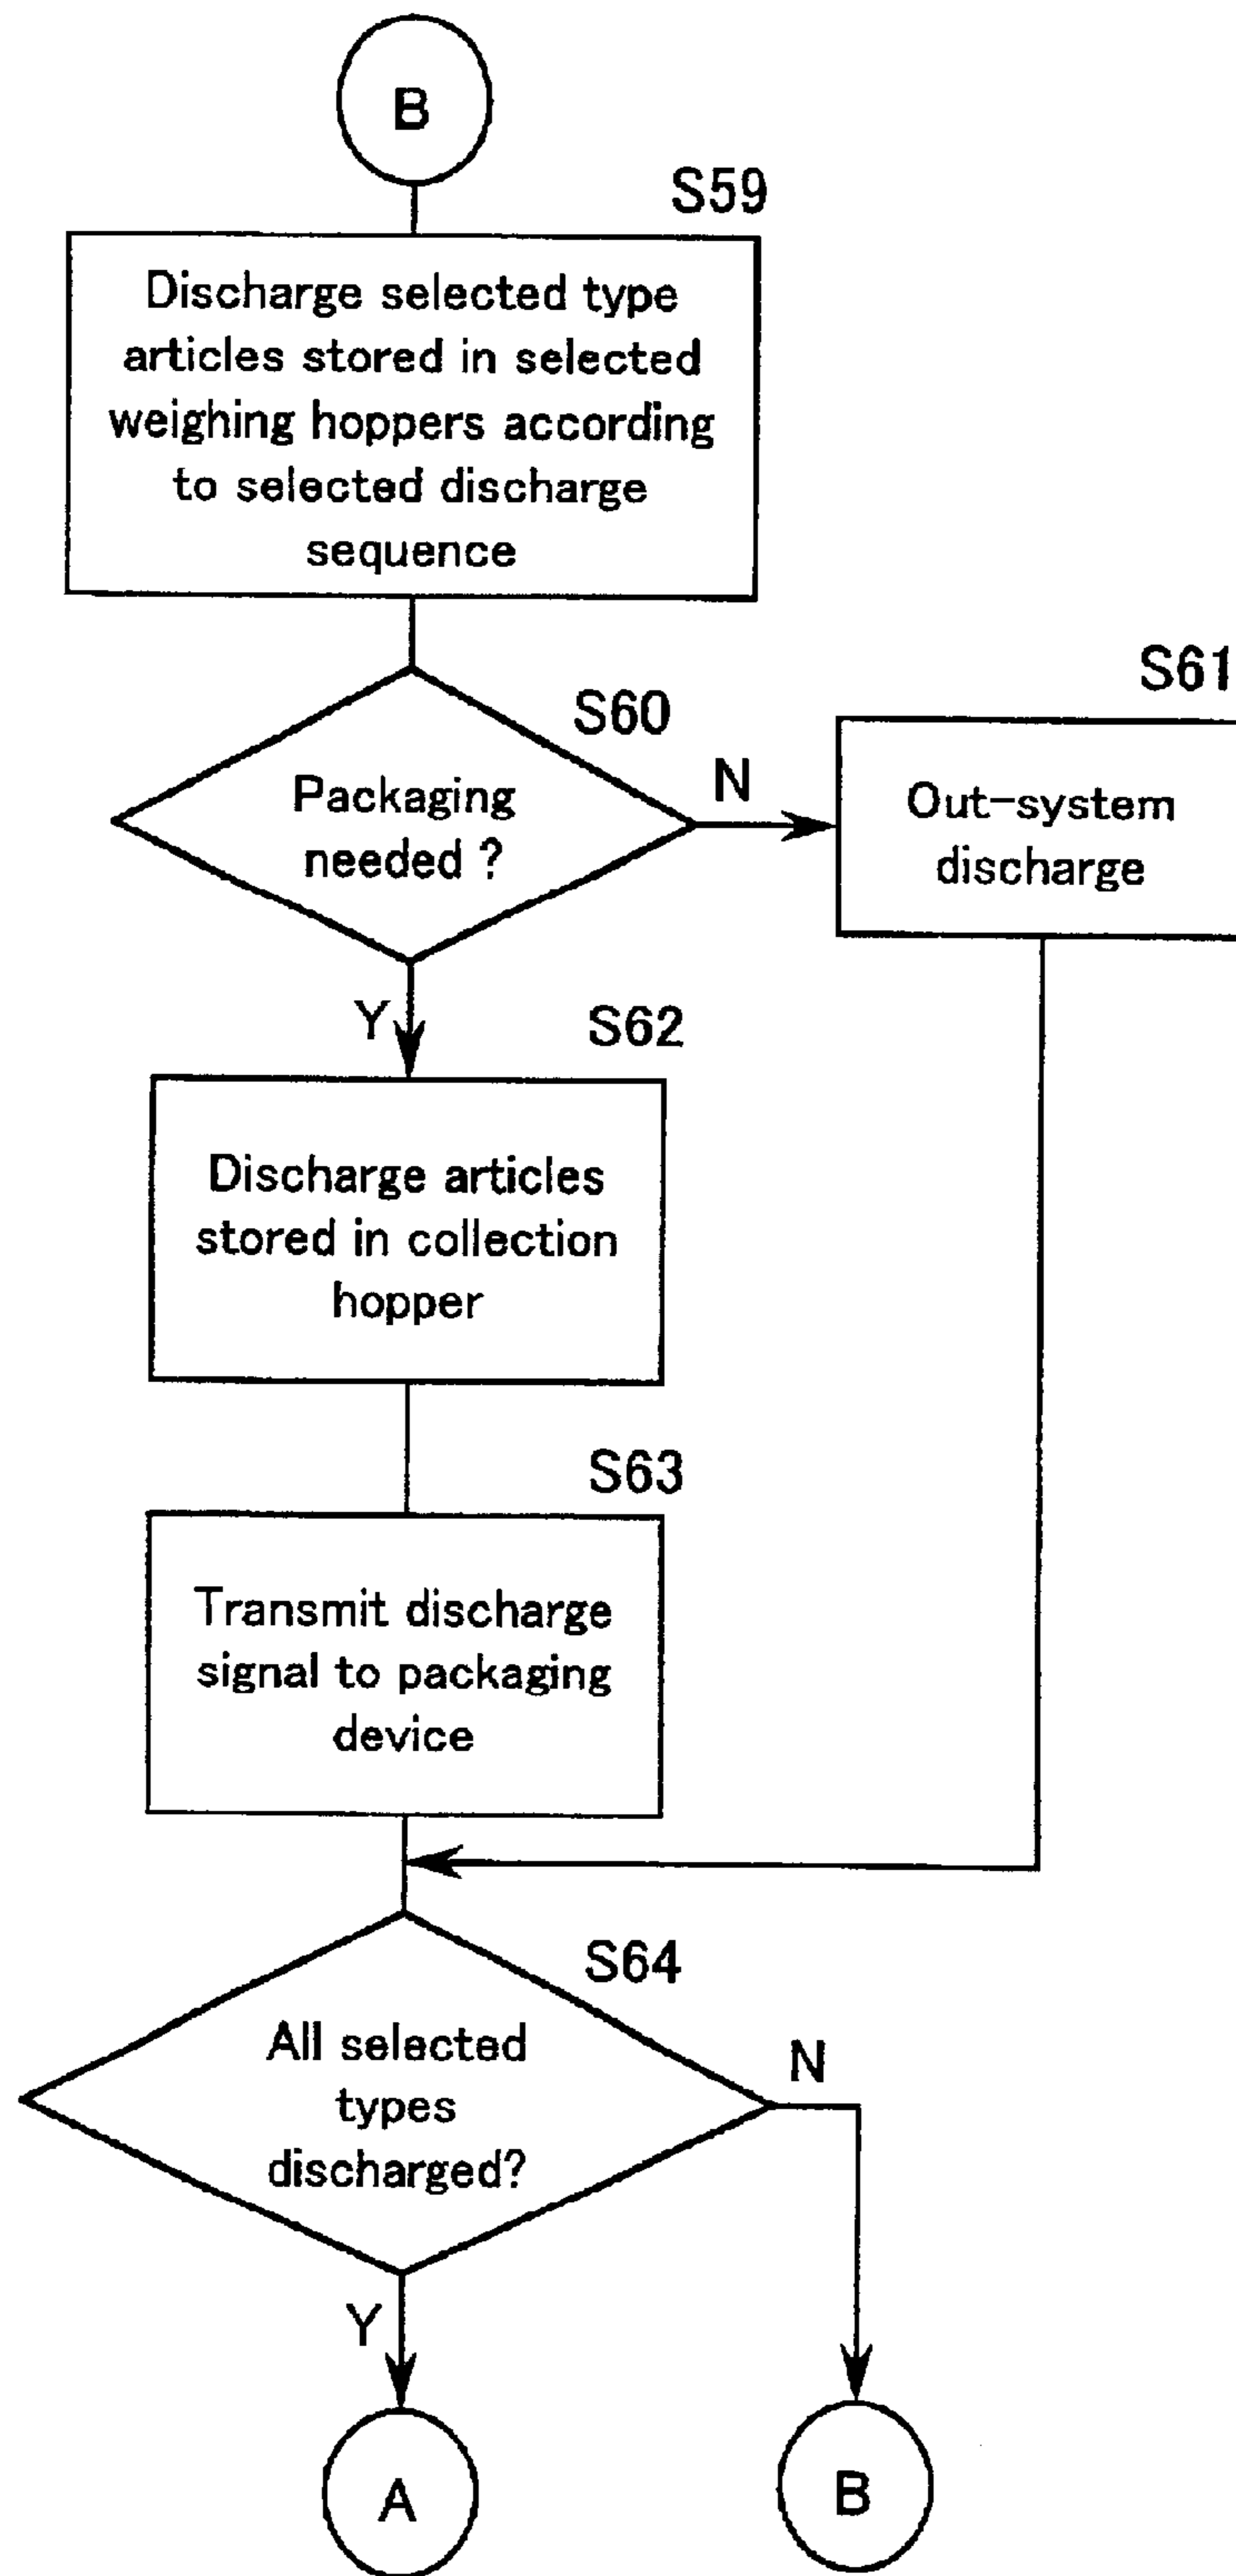 B
S59
Discharge selected type
articles stored in selected
weighing hoppers according
to selected discharge
sequence
S60
Packaging
needed ?
N
S61
Out-system
discharge
Y
S62
Discharge articles
stored in collection
hopper
S63
Transmit discharge
signal to packaging
device
S64
All selected
types
discharged?
N
Y
A
B